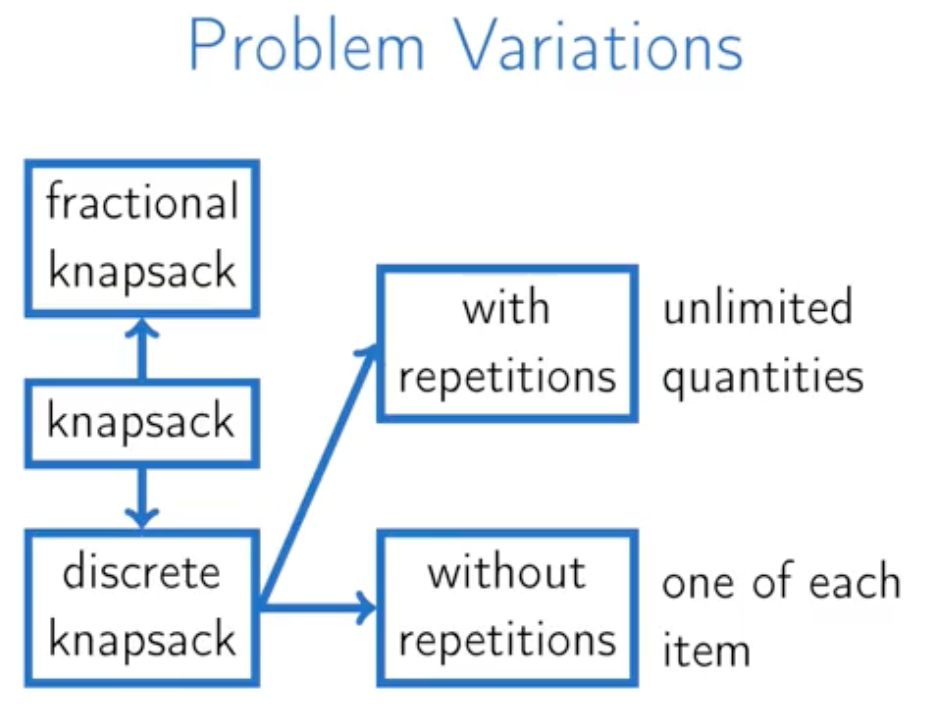 Problem Variations
fractional
knapsack
knapsack
discrete
knapsack
with
repetitions
unlimited
quantities
without
repetitions
one of each
item